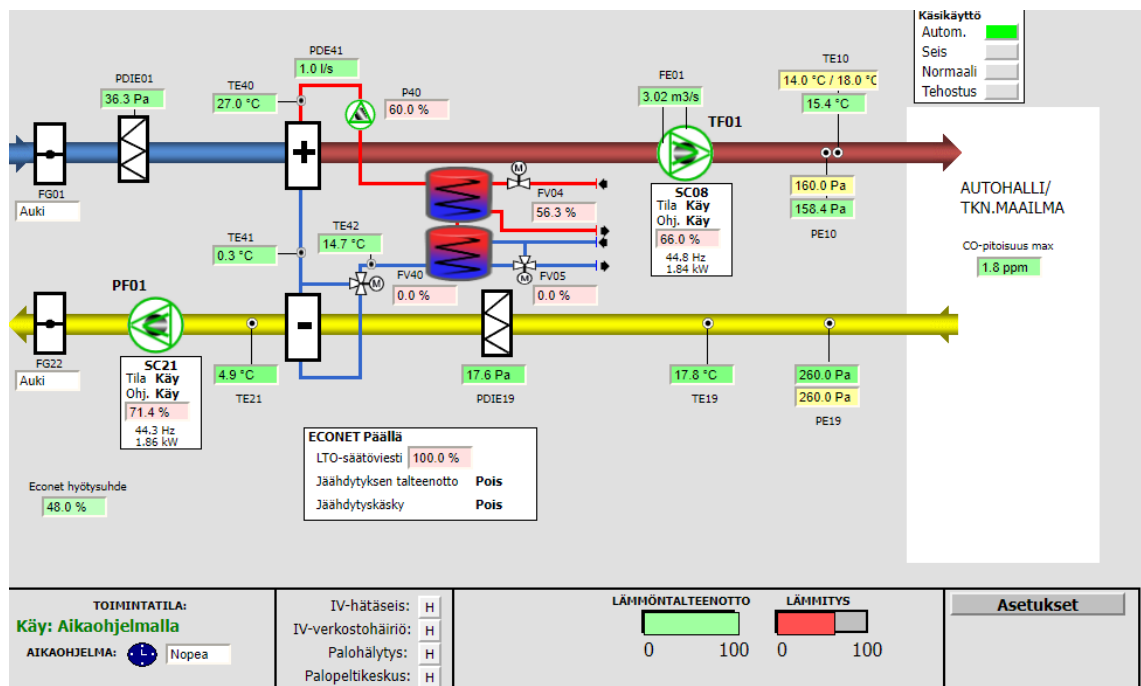 Käsikäyttö
Autom.
Seis
Normaali
Tehostus
PDE41
1.0 l/s
PDIE01
36.3 Pa
TE40
27.0 °C
P40
60.0 %
FE01
3.02 m3/s
TE10
14.0 °C / 18.0 °C
15.4 °C
TF01
+
FG01
Auki
M
FV04
56.3 %
SC08
Tila Käy
Ohj. Käy
66.0 %
44.8 Hz
1.84 kW
160.0 Pa
158.4 Pa
PE10
AUTOHALLI/
TKN.MAAILMA
CO-pitoisuus max
1.8 ppm
TE41
0.3 °C
TE42
14.7 °C
M
FV40
0.0 %
M
FV05
0.0 %
PF01
-
FG22
Auki
SC21
Tila Käy
Ohj. Käy
71.4 %
44.3 Hz
1.86 kW
4.9 °C
TE21
17.6 Pa
PDIE19
17.8 °C
TE19
260.0 Pa
260.0 Pa
PE19
ECONET Päällä
LTO-säätöviesti 100.0 %
Jäähdytyksen talteenotto Pois
Jäähdytyskäsky Pois
Econet hyötysuhde
48.0 %
TOIMINTATILA:
Käy: Aikaohjelmalla
AIKAOHJELMA: Nopea
IV-hätäseis: H
IV-verkostohäiriö: H
Palohälytys: H
Palopeltikeskus: H
LÄMMÖNTALTEENOTTO
0 100
LÄMMITYS
0 100
Asetukset